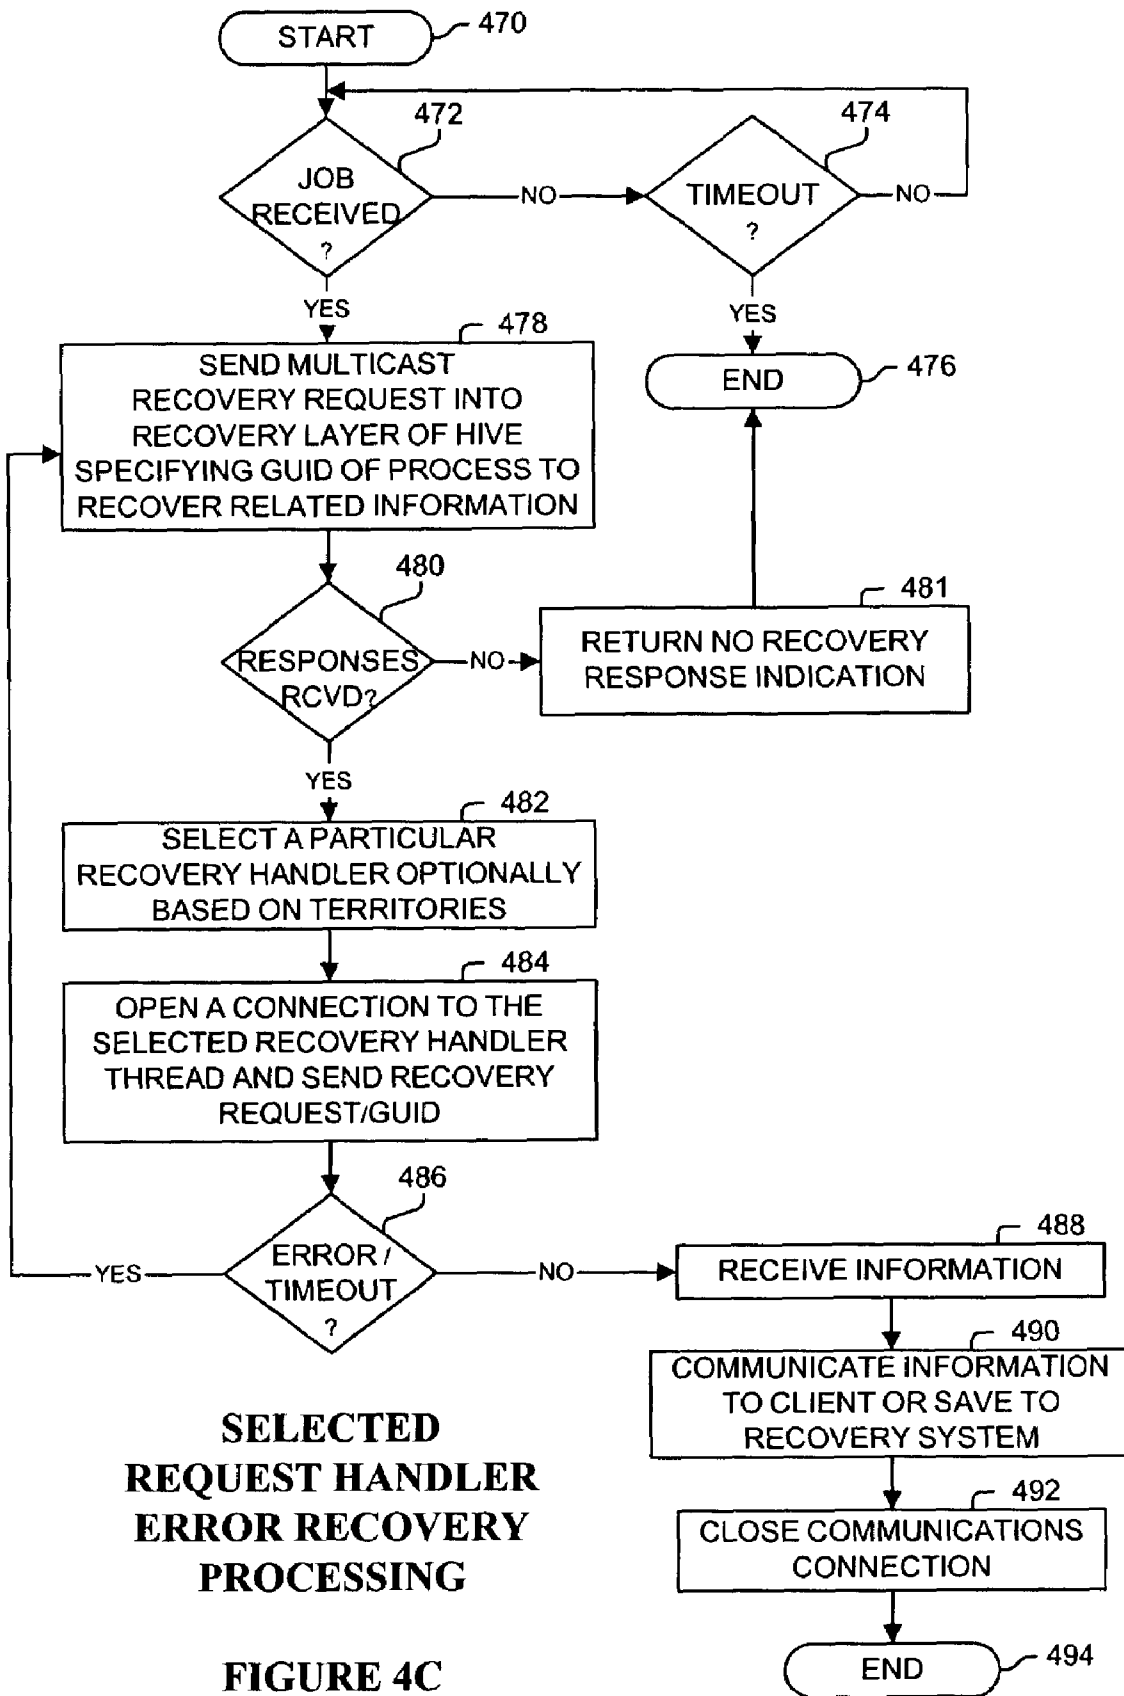 START
470
472
JOB
RECEIVED
?
NO
474
TIMEOUT
?
NO
YES
YES
478
SEND MULTICAST
RECOVERY REQUEST INTO
RECOVERY LAYER OF HIVE
SPECIFYING GUID OF PROCESS TO
RECOVER RELATED INFORMATION
END
476
480
RESPONSES
RCVD?
NO
481
RETURN NO RECOVERY
RESPONSE INDICATION
YES
482
SELECT A PARTICULAR
RECOVERY HANDLER OPTIONALLY
BASED ON TERRITORIES
484
OPEN A CONNECTION TO THE
SELECTED RECOVERY HANDLER
THREAD AND SEND RECOVERY
REQUEST/GUID
486
ERROR /
TIMEOUT
?
YES
NO
488
RECEIVE INFORMATION
490
COMMUNICATE INFORMATION
TO CLIENT OR SAVE TO
RECOVERY SYSTEM
492
CLOSE COMMUNICATIONS
CONNECTION
END
494
SELECTED
REQUEST HANDLER
ERROR RECOVERY
PROCESSING
FIGURE 4C